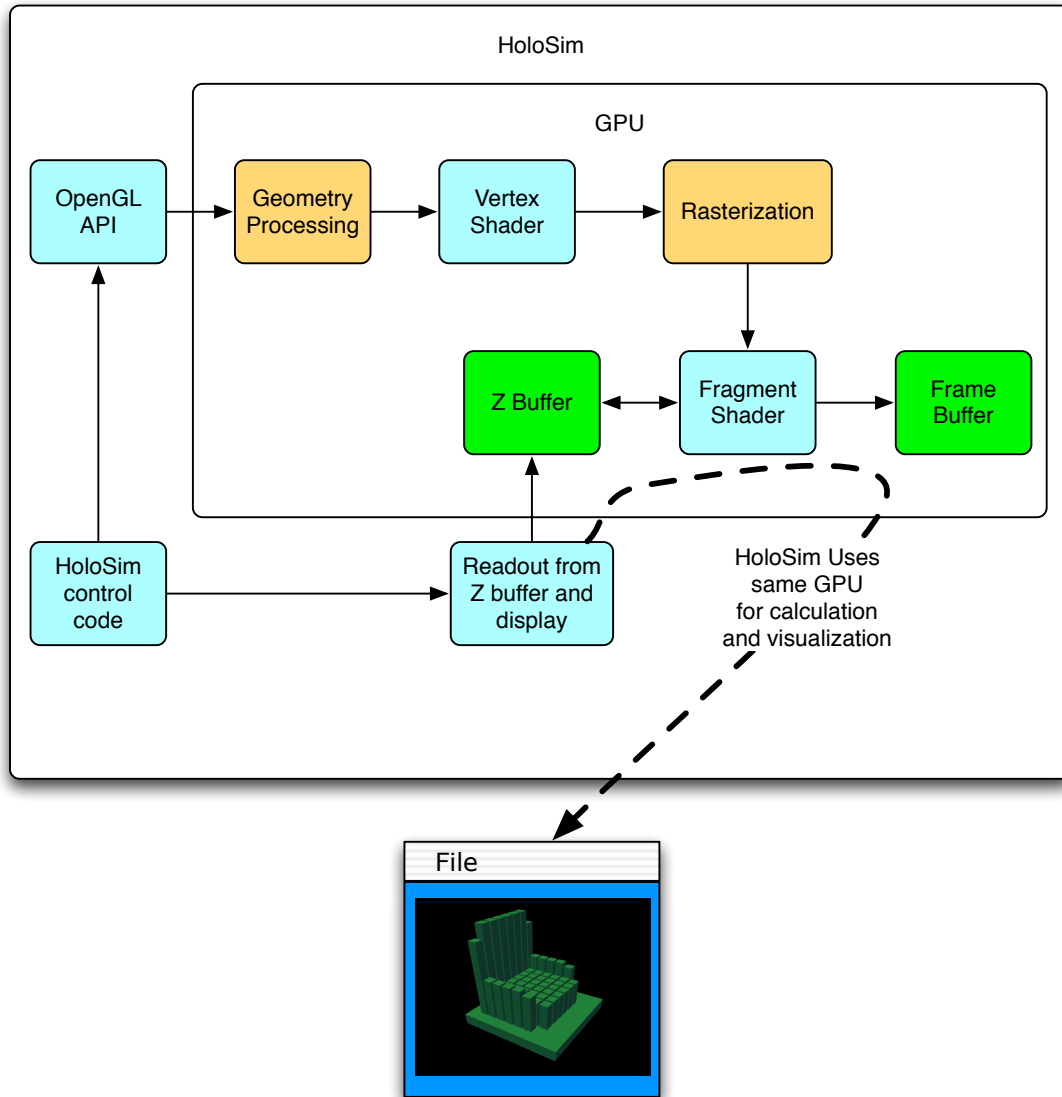 HoloSim
GPU
OpenGL
API
Geometry
Processing
Vertex
Shader
Rasterization
Z Buffer
Fragment
Shader
Frame
Buffer
HoloSim
control
code
Readout from
Z buffer and
display
HoloSim Uses
same GPU
for calculation
and visualization
File